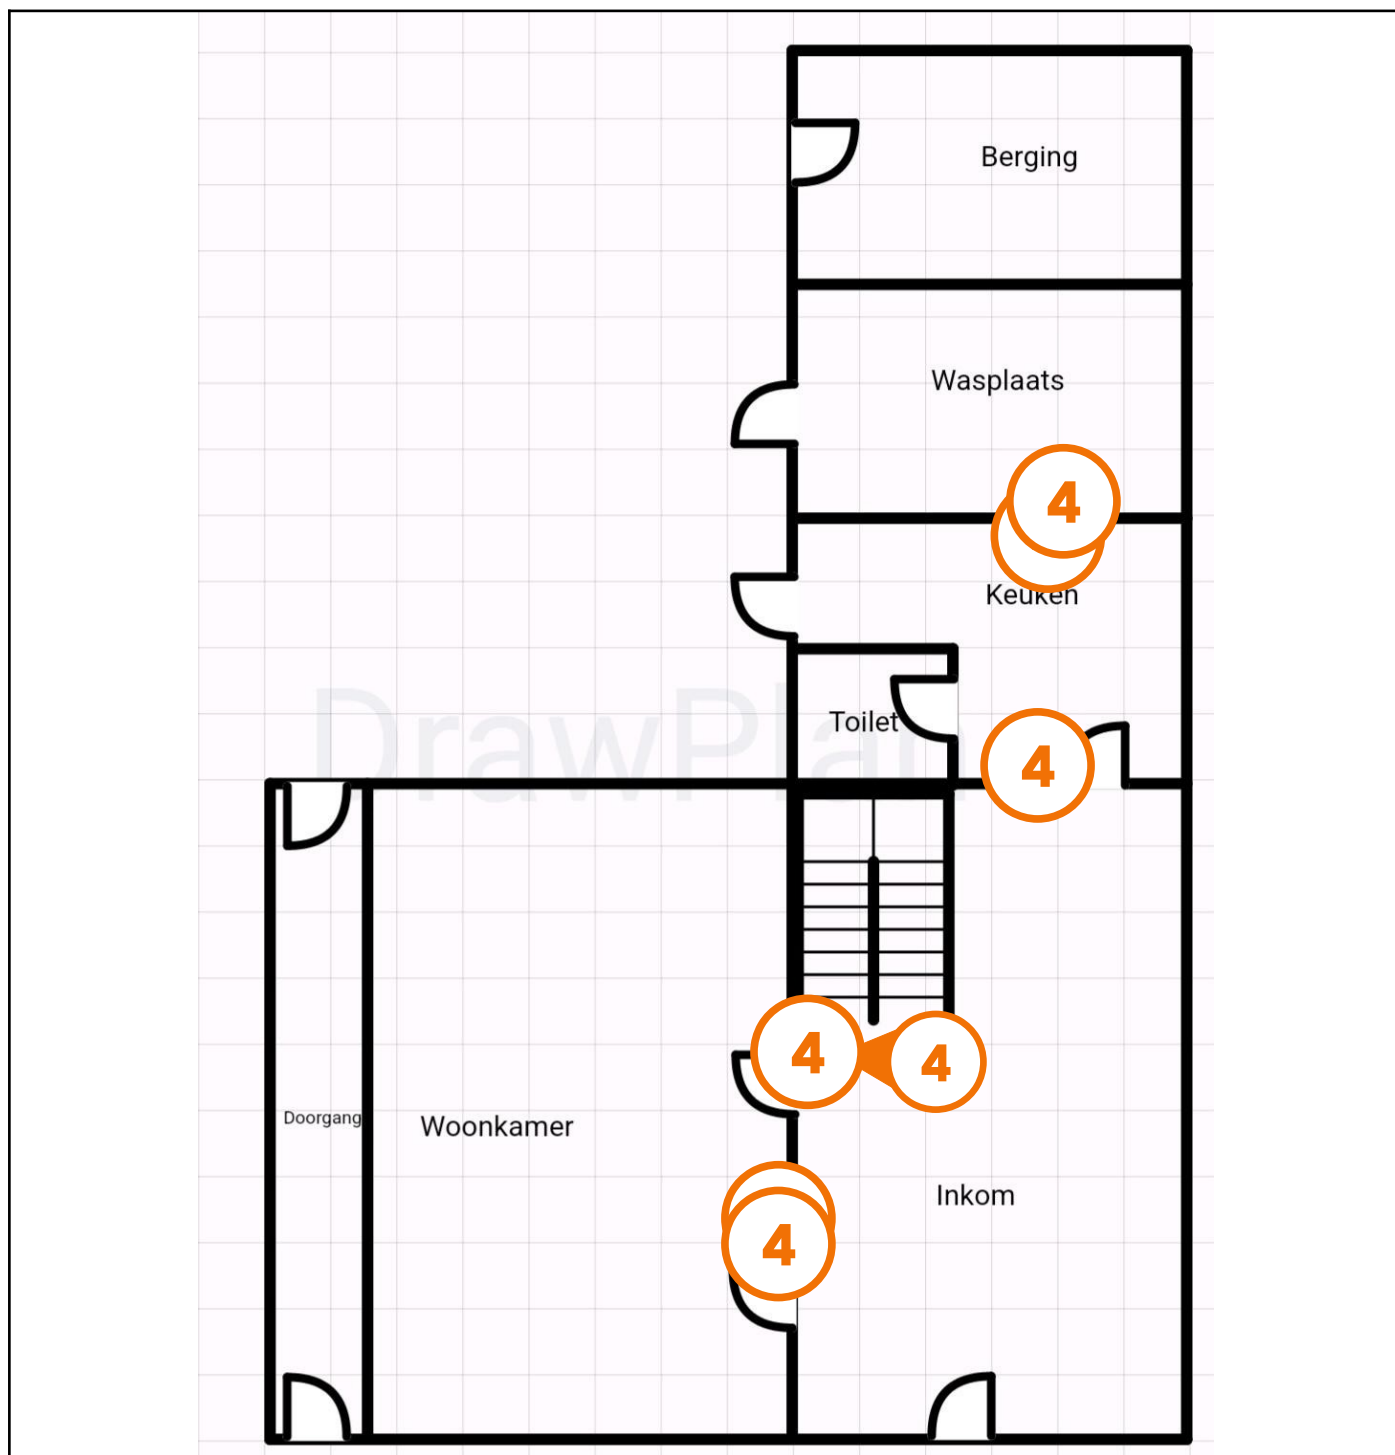 Berging
Wasplaats
4
Keuken
Toilet
DrawPlan
4
4
4
Doorgang
Woonkamer
Inkom
4